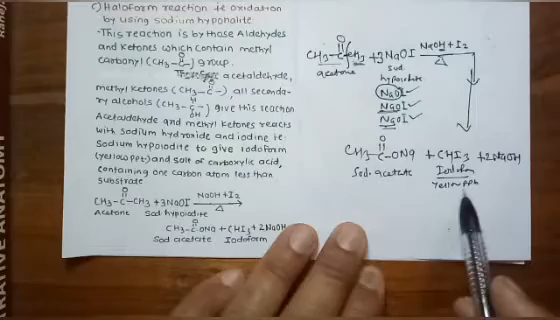 c) Haloform reaction te oxidation
by using sodium hypohalite:
-This reaction is by those Aldehydes
and Ketones which contain methyl
carbonyl (CH3-C-) group.
O
acetaldehyde,
methyl Ketones (CH3-C-), all seconda-
O
ry alcohols (CH3-C-) give this reaction
H
OH
Acetaldehyde and methyl Ketones reacts
with Sodium hydroxide and iodine te:
Sodium hypoiodite to give iodoform
(Yellow ppt) and salt of carboxylic acid,
containing one carbon atom less than
substrate.
O
CH3-C-CH3 +3NaOI NaOH+I2
Δ
Acetone Sod hypoiodite
O
CH3-C-ONa +CHI3+2NaOH
Sod acetate Iodoform
O
CH3-C-CH3 +3NaOI NaOH+I2
Δ
acetone Sod.
hypoiodite
NaOI
NaOI
NaOI
O
CH3-C-ONa +CHI3 +2NaOH
Sod. acetate Iodoform
Yellow ppt
ANATOMY